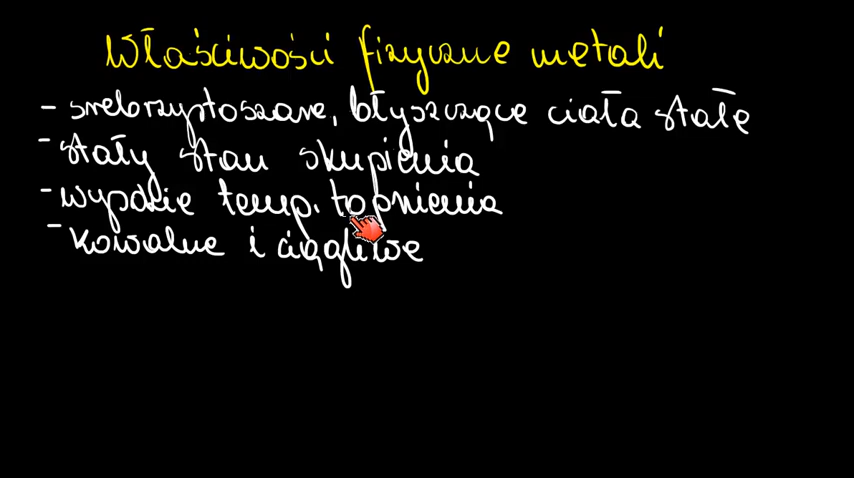 Właściwości fizyczne metali
- srebrzystoszare, błyszczące ciała stałe
- stały stan skupienia
- wysokie temp. topnienia
- kowalne i ciągliwe